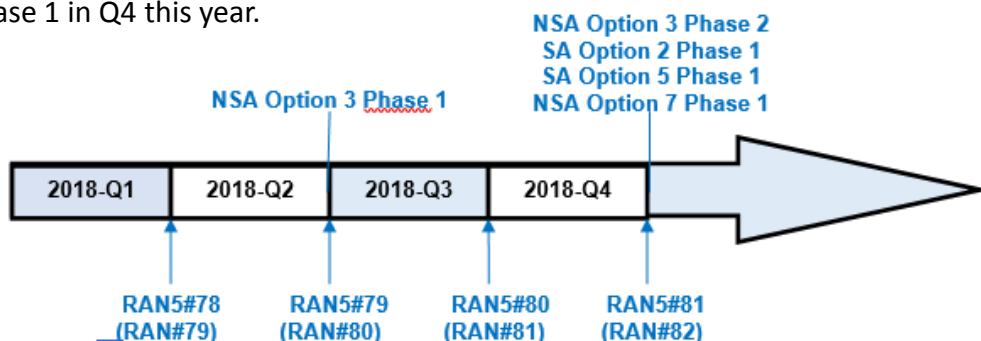 ase 1 in Q4 this year.
NSA Option 3 Phase 2
SA Option 2 Phase 1
SA Option 5 Phase 1
NSA Option 7 Phase 1
NSA Option 3 Phase 1
2018-Q1 2018-Q2 2018-Q3 2018-Q4
RAN5#78 RAN5#79 RAN5#80 RAN5#81
(RAN#79) (RAN#80) (RAN#81) (RAN#82)